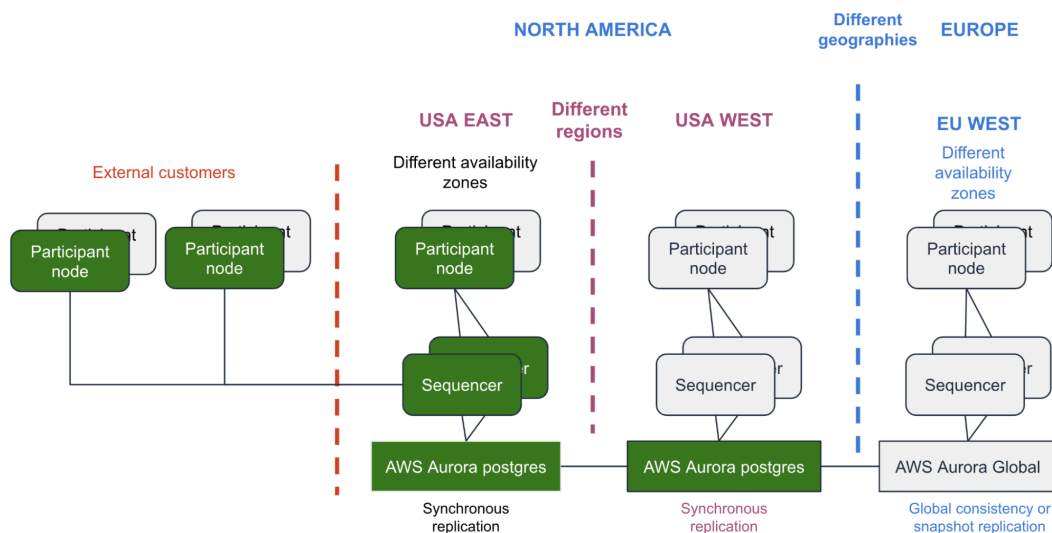 NORTH AMERICA
Different
geographies
EUROPE
USA EAST
Different
regions
USA WEST
EU WEST
External customers
Different availability
zones
Different
availability
zones
Participant
node
Participant
node
Participant
node
Participant
node
Participant
node
Sequencer
Sequencer
Sequencer
AWS Aurora postgres
AWS Aurora postgres
AWS Aurora Global
Synchronous
replication
Synchronous
replication
Global consistency or
snapshot replication